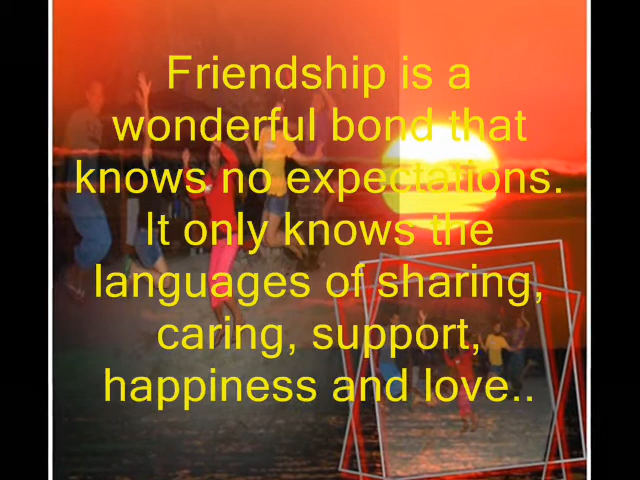 Friendship is a
wonderful bond that
knows no expectations.
It only knows the
languages of sharing,
caring, support,
happiness and love..